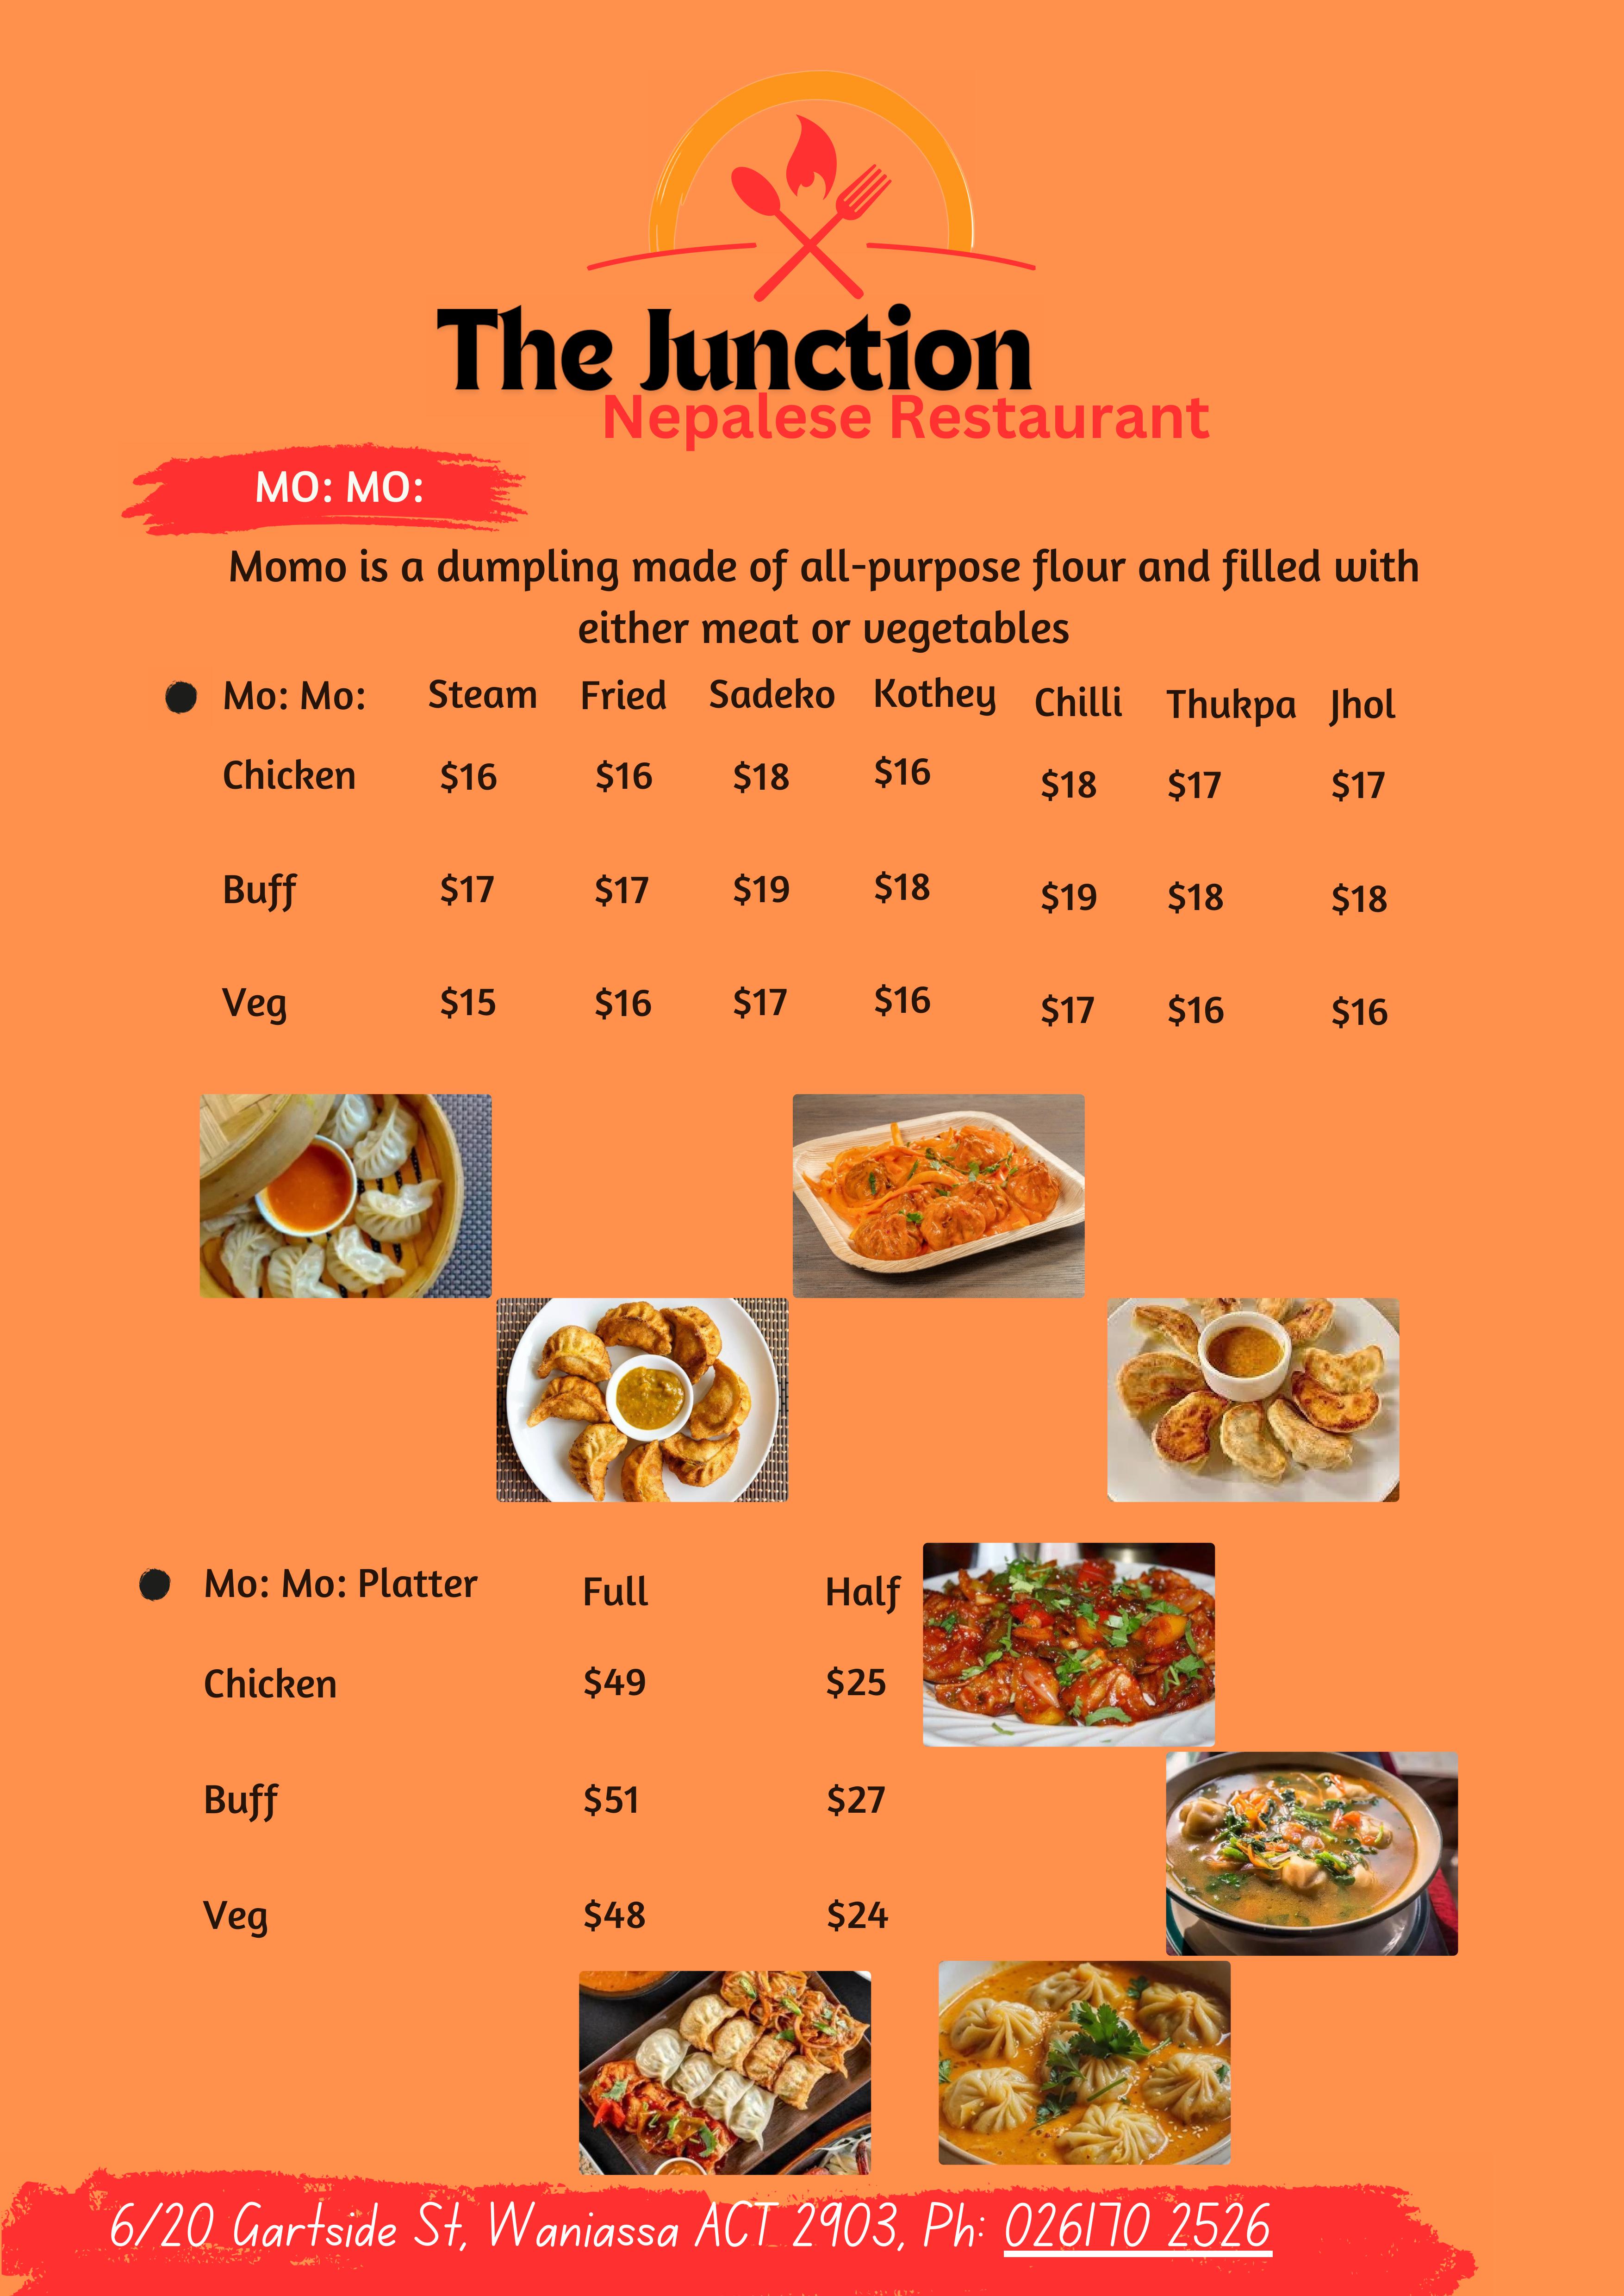 The Junction
Nepalese Restaurant
MO: MO:
Momo is a dumpling made of all-purpose flour and filled with
either meat or vegetables
Mo: Mo: Steam Fried Sadeko Kothey Chilli Thukpa Jhol
Chicken $16 $16 $18 $16 $18 $17 $17
Buff $17 $17 $19 $18 $19 $18 $18
Veg $15 $16 $17 $16 $17 $16 $16
Mo: Mo: Platter Full Half
Chicken $49 $25
Buff $51 $27
Veg $48 $24
6/20 Gartside St, Waniassa ACT 2903, Ph: 026170 2526